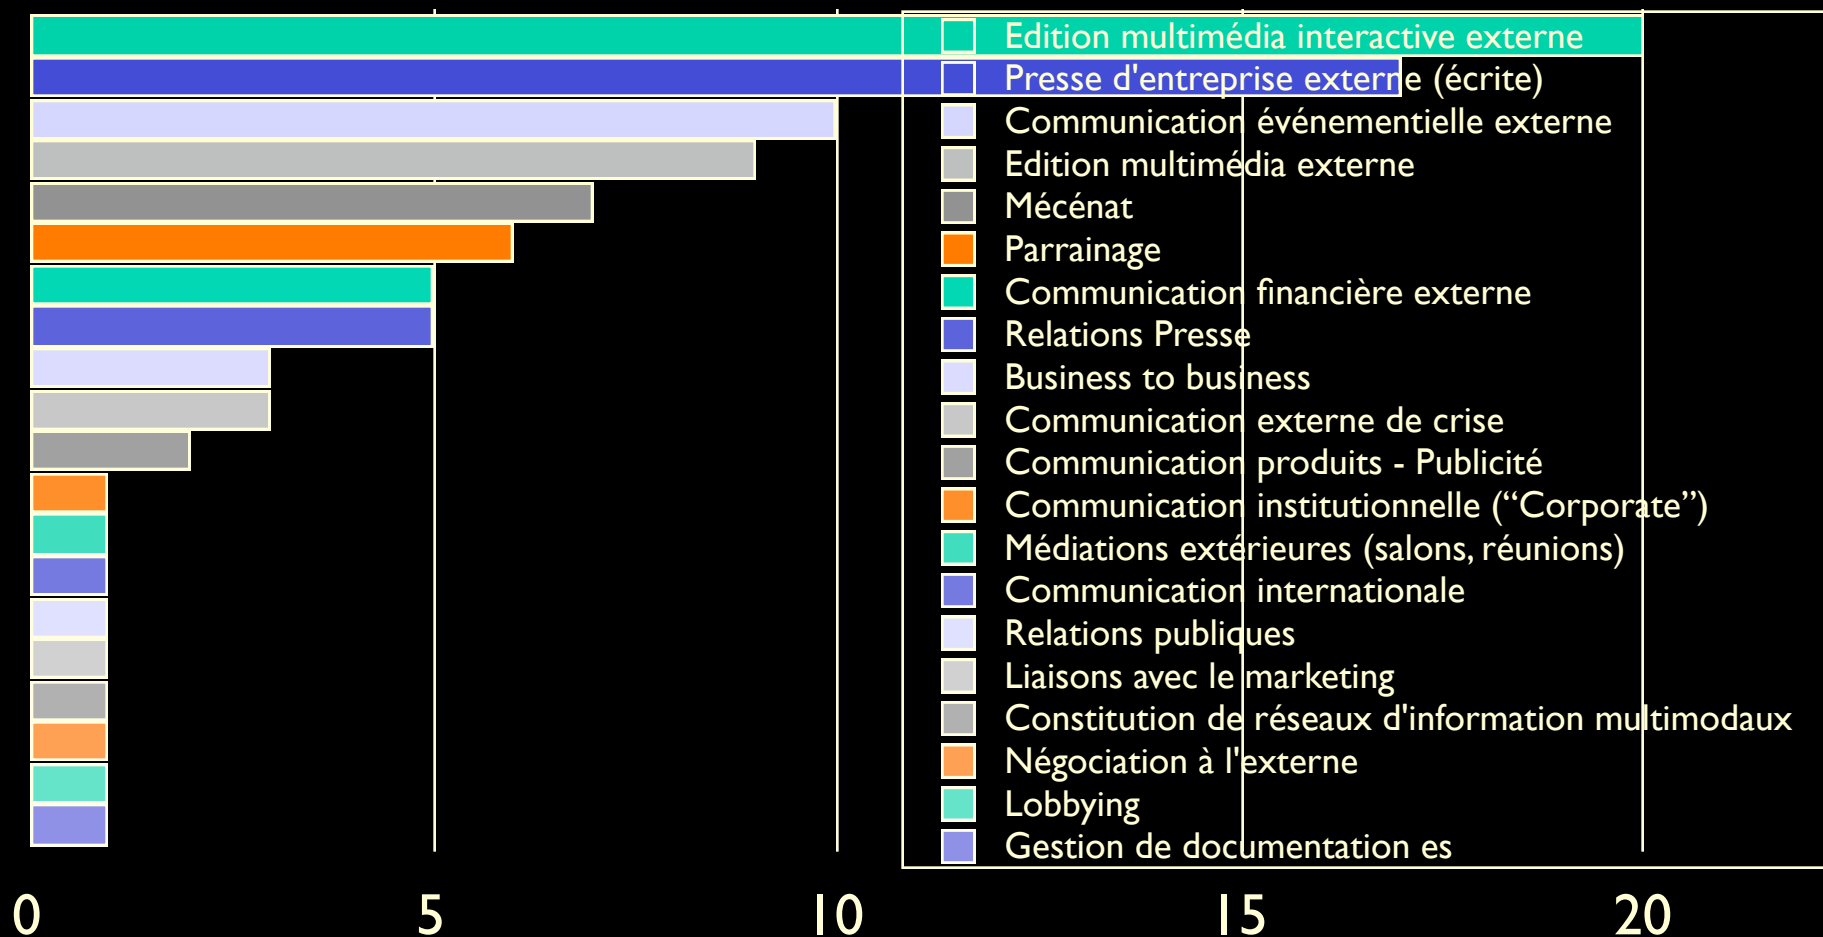 Edition multimédia interactive externe
Presse d'entreprise externe (écrite)
Communication événementielle externe
Edition multimédia externe
Mécénat
Parrainage
Communication financière externe
Relations Presse
Business to business
Communication externe de crise
Communication produits - Publicité
Communication institutionnelle (“Corporate”)
Médiations extérieures (salons, réunions)
Communication internationale
Relations publiques
Liaisons avec le marketing
Constitution de réseaux d'information multimodaux
Négociation à l'externe
Lobbying
Gestion de documentation es
0 5 10 15 20